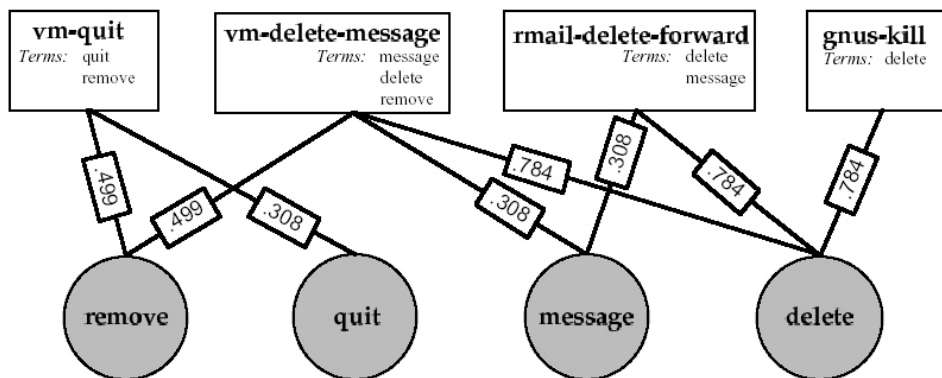 vm-quit
Terms: quit
remove
vm-delete-message
Terms: message
delete
remove
rmail-delete-forward
Terms: delete
message
gnus-kill
Terms: delete
.499
.499
.308
.784
.308
.308
.784
.784
remove
quit
message
delete